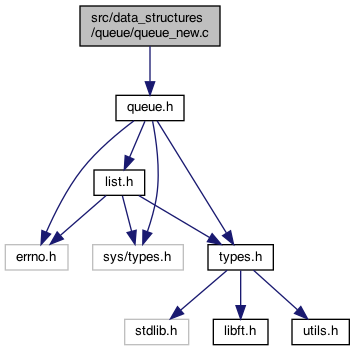 src/data_structures
/queue/queue_new.c
queue.h
list.h
errno.h
sys/types.h
types.h
stdlib.h
libft.h
utils.h